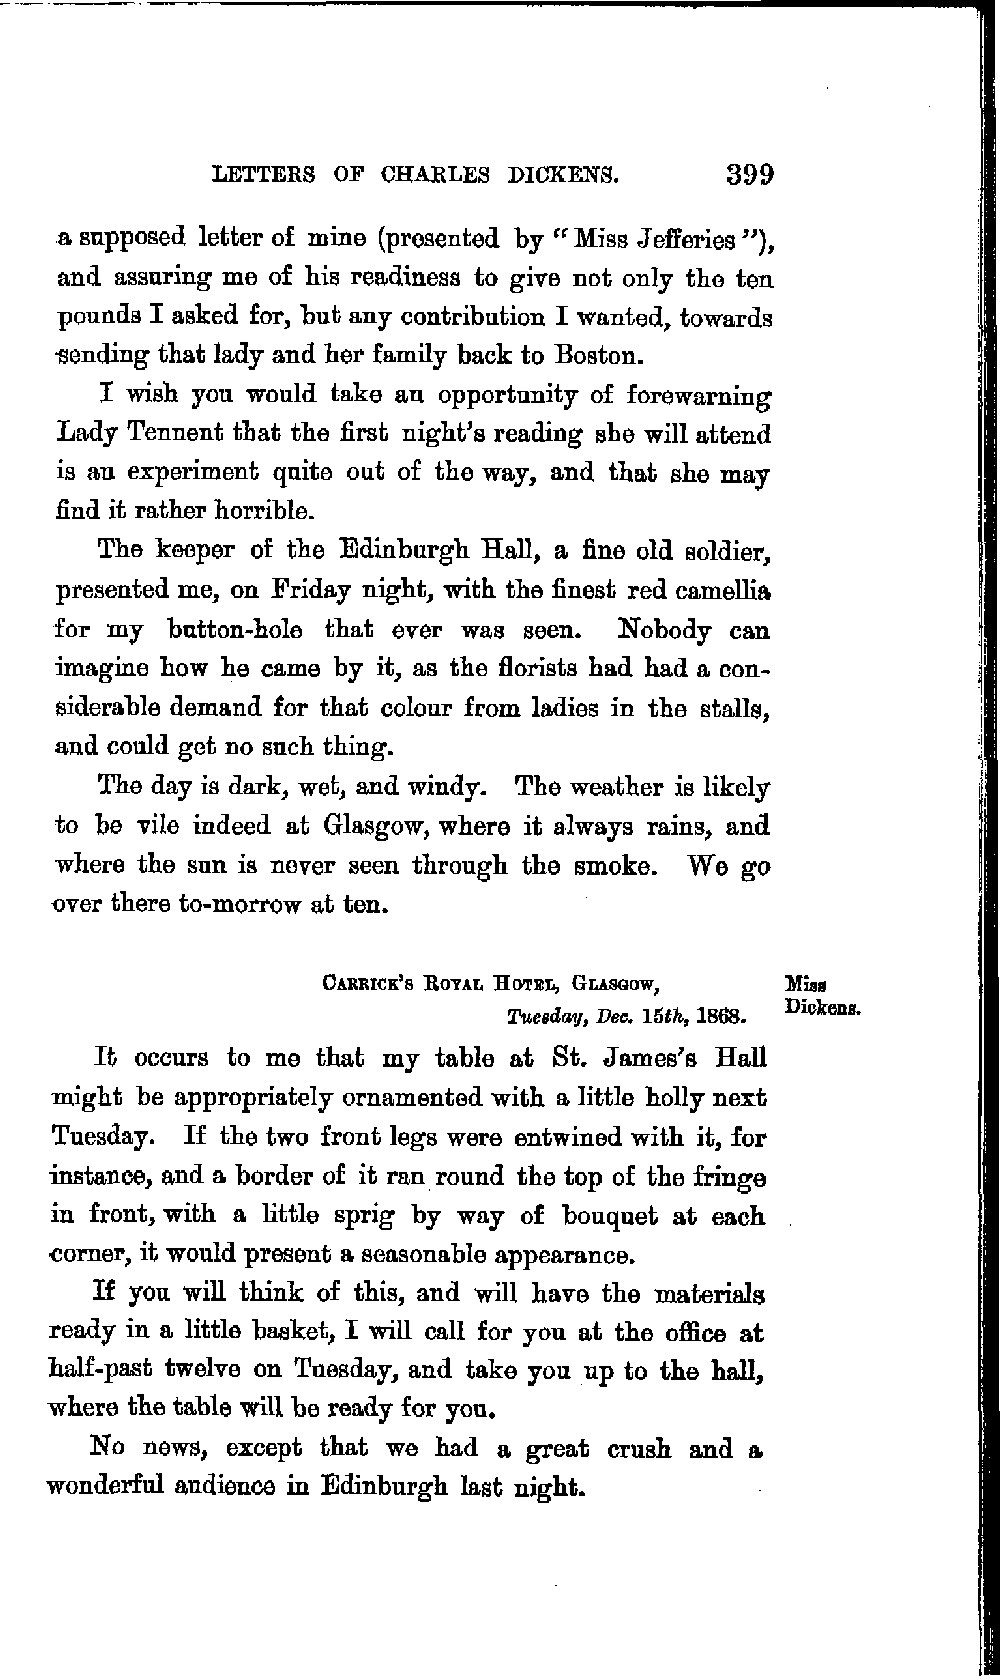 LETTERS OF CHARLES DICKENS. 399
a supposed letter of mine (presented by “Miss Jefferies”),
and assuring me of his readiness to give not only the ten
pounds I asked for, but any contribution I wanted, towards
sending that lady and her family back to Boston.
I wish you would take an opportunity of forewarning
Lady Tennent that the first night's reading she will attend
is an experiment quite out of the way, and that she may
find it rather horrible.
The keeper of the Edinburgh Hall, a fine old soldier,
presented me, on Friday night, with the finest red camellia
for my button-hole that ever was seen. Nobody can
imagine how he came by it, as the florists had had a con-
siderable demand for that colour from ladies in the stalls,
and could get no such thing.
The day is dark, wet, and windy. The weather is likely
to be vile indeed at Glasgow, where it always rains, and
where the sun is never seen through the smoke. We go
over there to-morrow at ten.
CARRICK'S ROYAL HOTEL, GLASGOW,
Tuesday, Dec. 15th, 1868.
Miss
Dickens.
It occurs to me that my table at St. James's Hall
might be appropriately ornamented with a little holly next
Tuesday. If the two front legs were entwined with it, for
instance, and a border of it ran round the top of the fringe
in front, with a little sprig by way of bouquet at each
corner, it would present a seasonable appearance.
If you will think of this, and will have the materials
ready in a little basket, I will call for you at the office at
half-past twelve on Tuesday, and take you up to the hall,
where the table will be ready for you.
No news, except that we had a great crush and a
wonderful audience in Edinburgh last night.